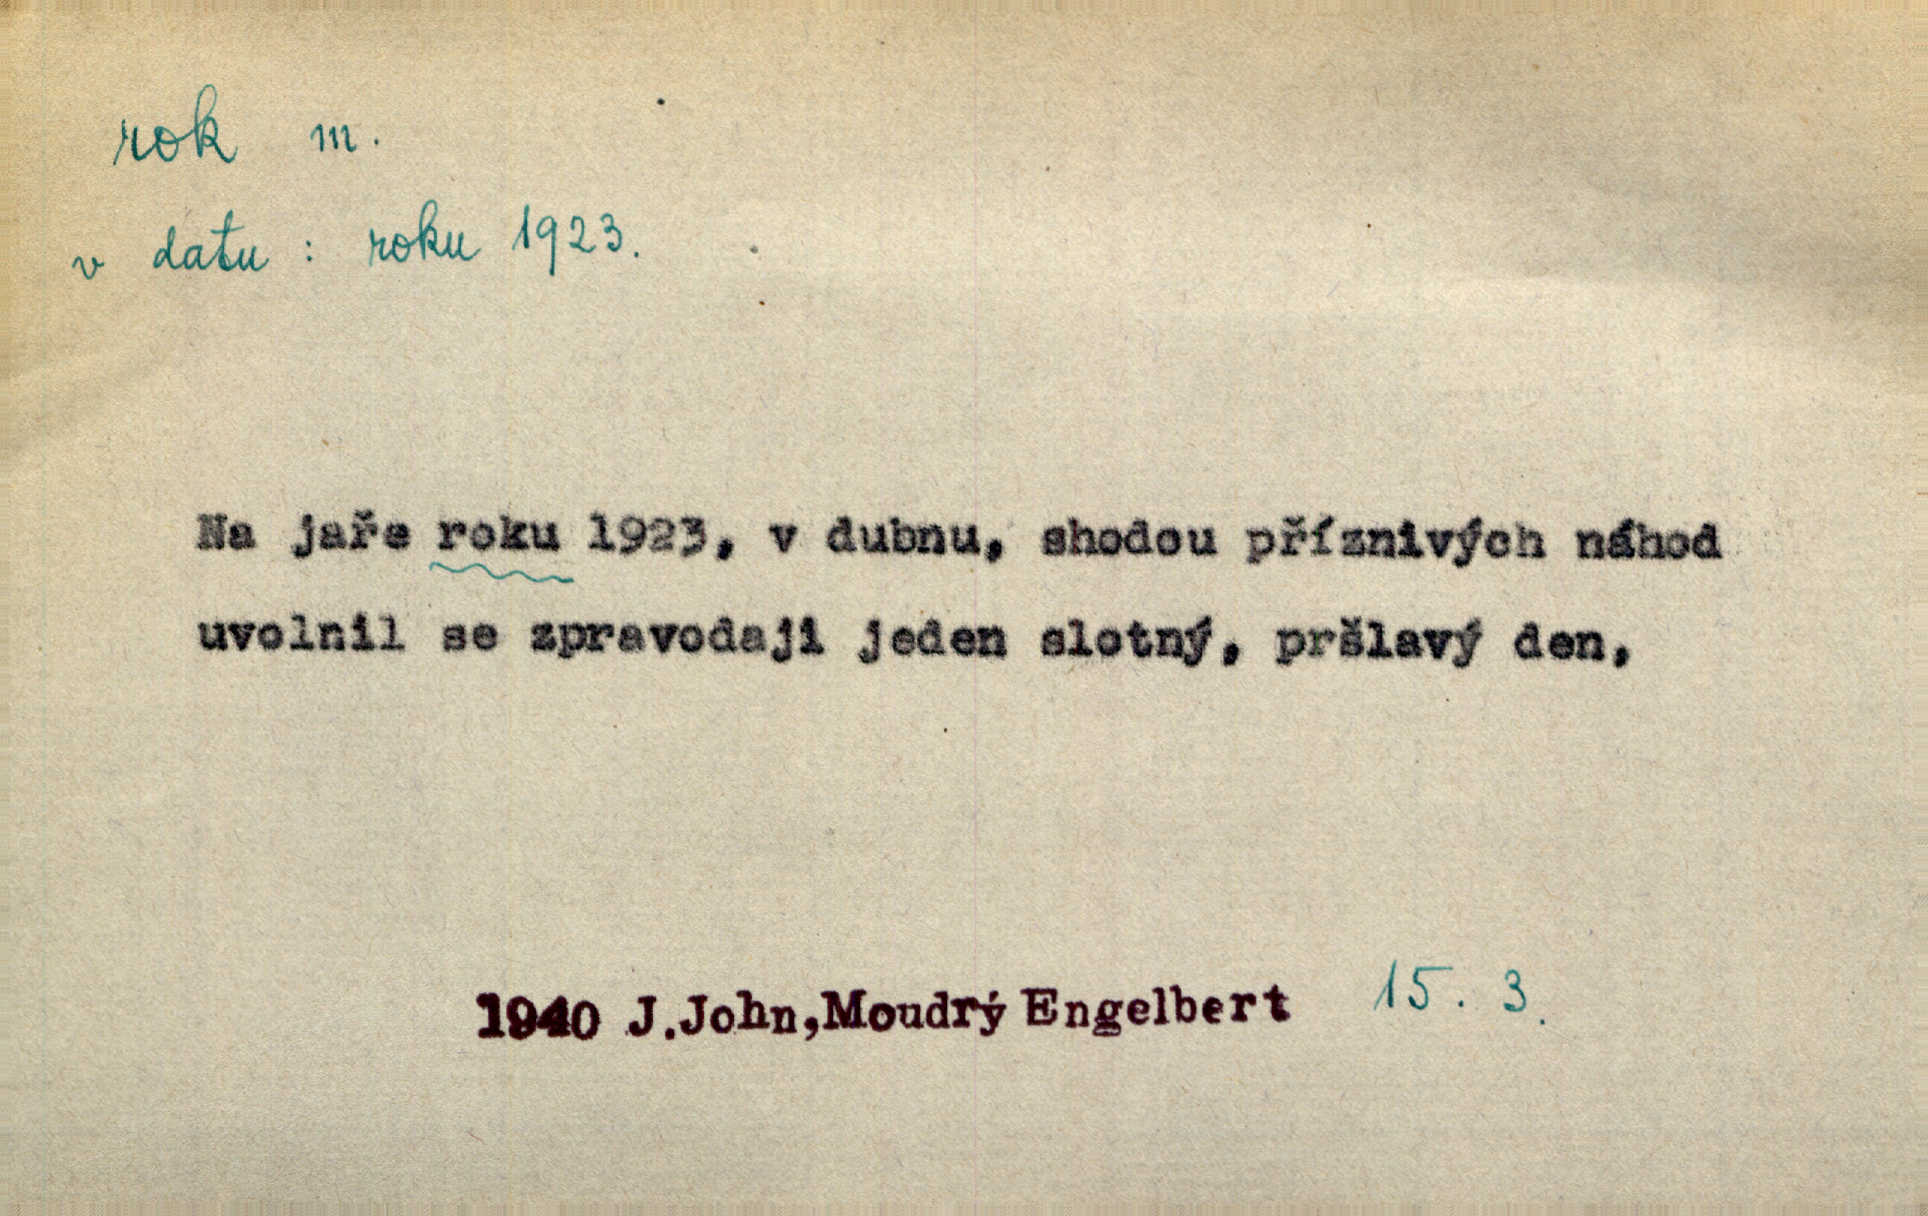 rok m.
v datu : roku 1923.
Na jaře roku 1923, v dubnu, shodou příznivých náhod
uvolnil se zpravodaji jeden slotný, pršlavý den,
1940 J.John,Moudrý Engelbert 15. 3.